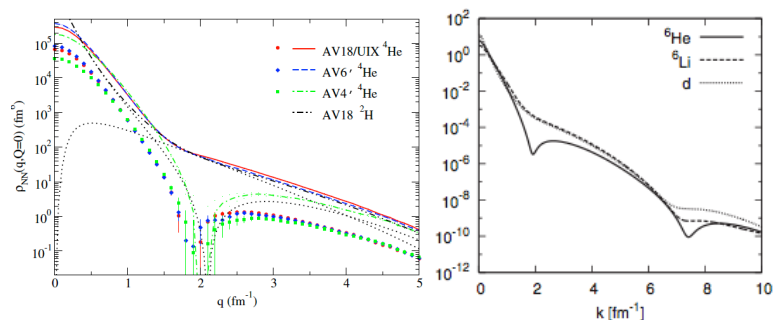 10⁵
10⁴
10³
10²
10¹
10⁰
10⁻¹
ρNN(q,Q=0) (fm⁶)
AV18/UIX ⁴He
AV6′ ⁴He
AV4′ ⁴He
AV18 ²H
0 1 2 3 4 5
q (fm⁻¹)
10²
10⁰
10⁻²
10⁻⁴
10⁻⁶
10⁻⁸
10⁻¹⁰
10⁻¹²
⁶He
⁶Li
d
0 2 4 6 8 10
k [fm⁻¹]